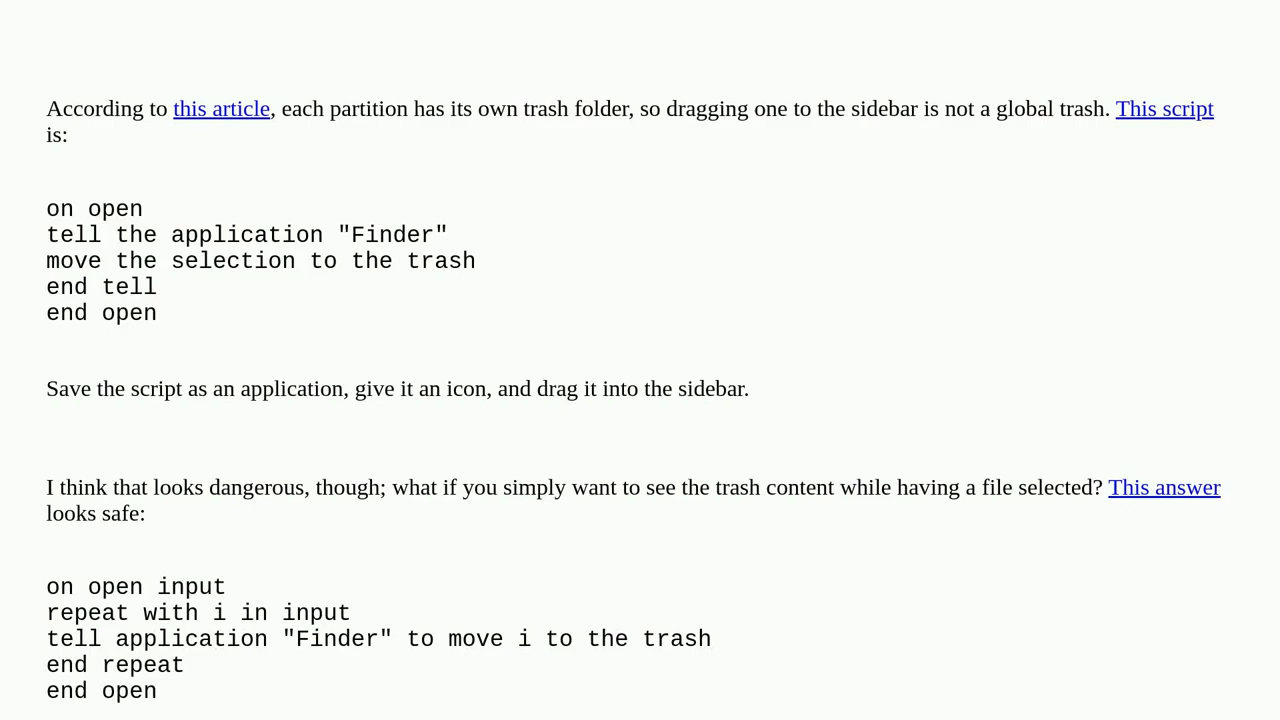 According to this article, each partition has its own trash folder, so dragging one to the sidebar is not a global trash. This script
is:
on open
tell the application "Finder"
move the selection to the trash
end tell
end open
Save the script as an application, give it an icon, and drag it into the sidebar.
I think that looks dangerous, though; what if you simply want to see the trash content while having a file selected? This answer
looks safe:
on open input
repeat with i in input
tell application "Finder" to move i to the trash
end repeat
end open